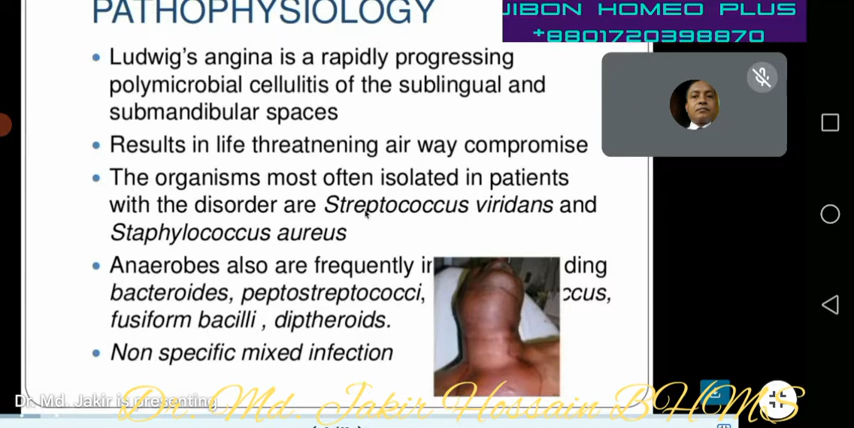 PATHOPHYSIOLOGY
JIBON HOMEO PLUS
+8801720398870
• Ludwig's angina is a rapidly progressing
polymicrobial cellulitis of the sublingual and
submandibular spaces
• Results in life threatnening air way compromise
• The organisms most often isolated in patients
with the disorder are Streptococcus viridans and
Staphylococcus aureus
• Anaerobes also are frequently
bacteroides, peptostreptococci,
fusiform bacilli , diptheroids.
• Non specific mixed infection
Dr. Md. Jakir is presenting
Dr. Md. Jakir Hossain BHMS